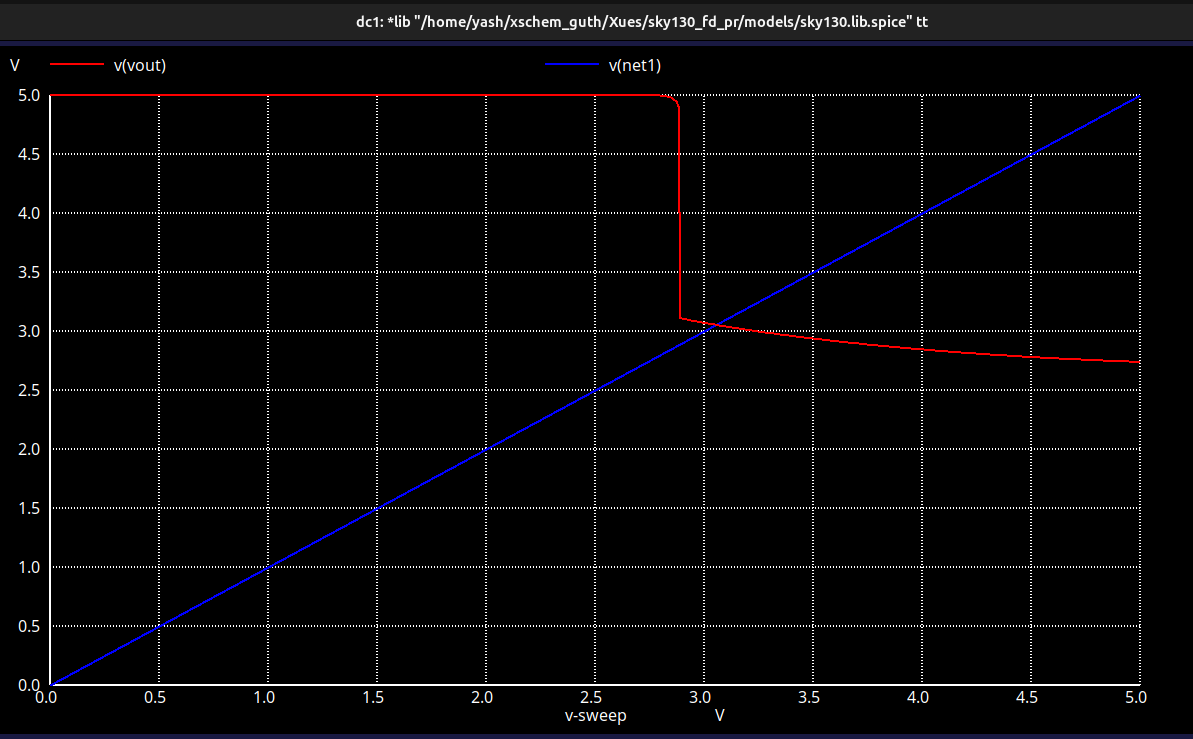 dc1: *lib "/home/yash/xschem_guth/Xues/sky130_fd_pr/models/sky130.lib.spice" tt
V v(vout) v(net1)
5.0
4.5
4.0
3.5
3.0
2.5
2.0
1.5
1.0
0.5
0.0
0.0 0.5 1.0 1.5 2.0 2.5 3.0 3.5 4.0 4.5 5.0
v-sweep V